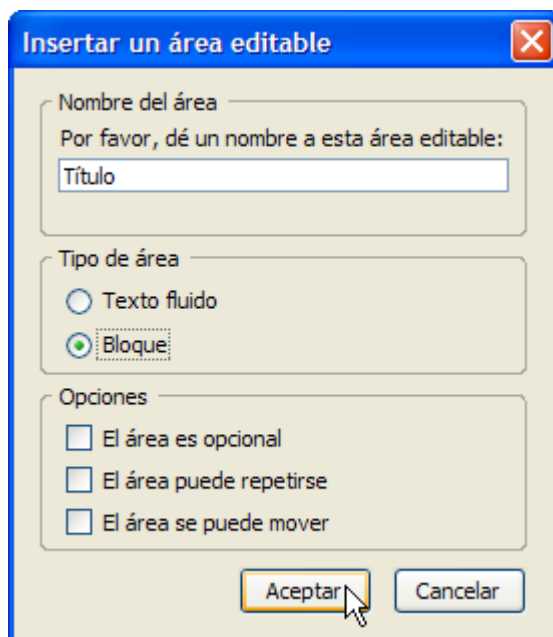 Insertar un área editable
Nombre del área
Por favor, dé un nombre a esta área editable:
Título
Tipo de área
Texto fluido
Bloque
Opciones
El área es opcional
El área puede repetirse
El área se puede mover
Aceptar Cancelar